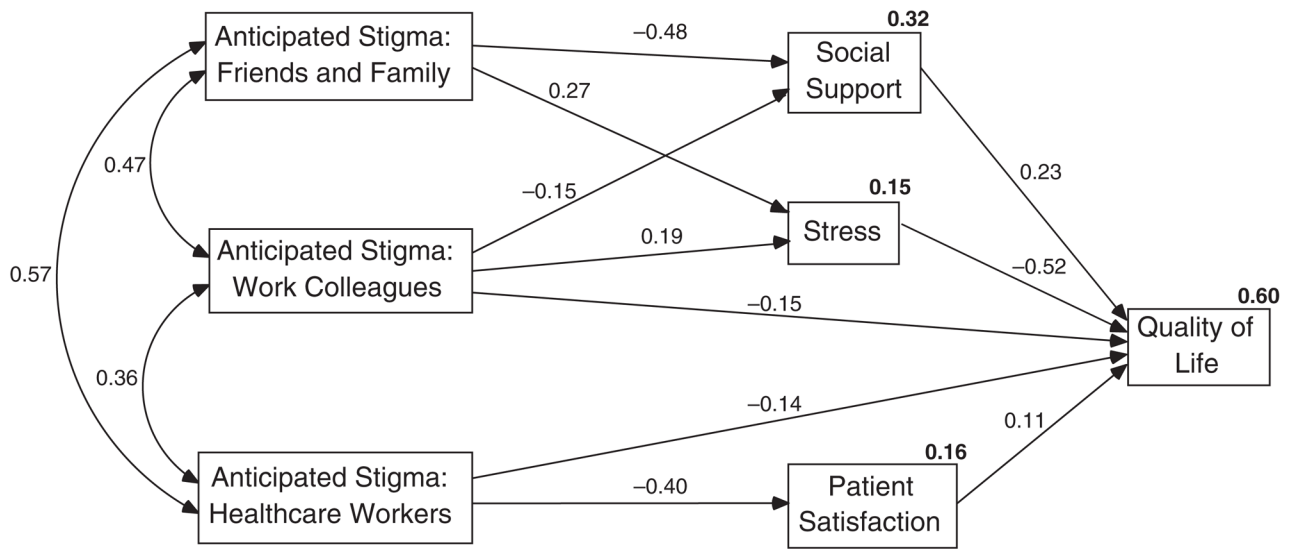 Anticipated Stigma:
Friends and Family
–0.48
0.32
Social
Support
0.27
0.47
–0.15
0.23
0.15
Stress
Anticipated Stigma:
Work Colleagues
0.19
–0.52
0.57
–0.15
0.60
Quality of
Life
0.36
–0.14
0.11
Anticipated Stigma:
Healthcare Workers
–0.40
0.16
Patient
Satisfaction